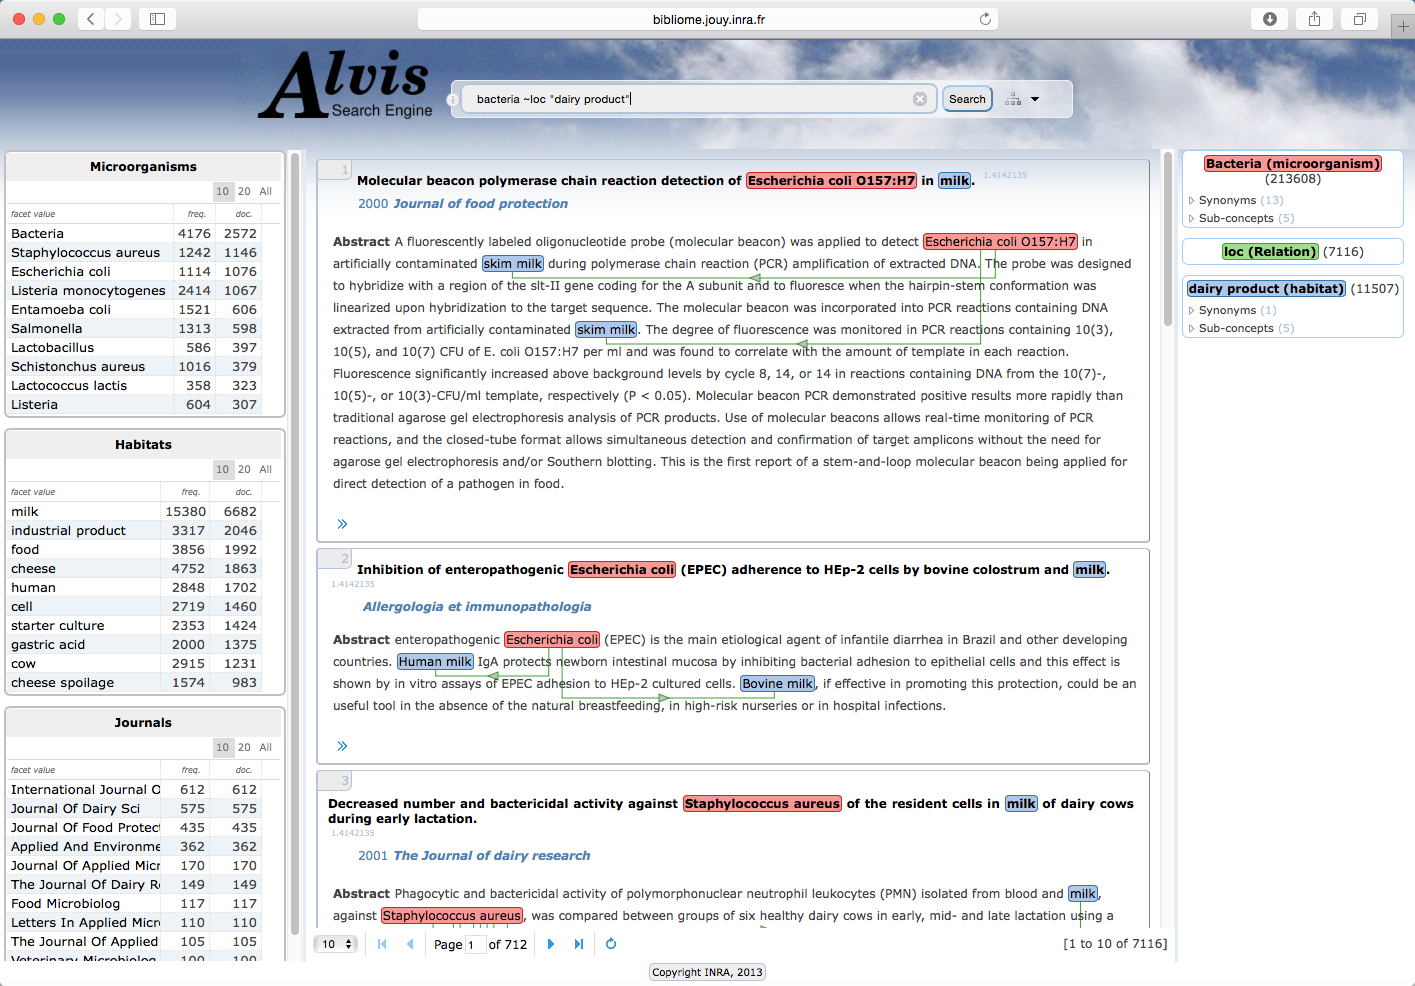 bibliome.jouy.inra.fr
Alvis
Search Engine
bacteria ~loc "dairy product"
Search
Microorganisms
10 20 All
facet value freq. doc.
Bacteria 4176 2572
Staphylococcus aureus 1242 1146
Escherichia coli 1114 1076
Listeria monocytogenes 2414 1067
Entamoeba coli 1521 606
Salmonella 1313 598
Lactobacillus 586 397
Schistonchus aureus 1016 379
Lactococcus lactis 358 323
Listeria 604 307
Habitats
10 20 All
facet value freq. doc.
milk 15380 6682
industrial product 3317 2046
food 3856 1992
cheese 4752 1863
human 2848 1702
cell 2719 1460
starter culture 2353 1424
gastric acid 2000 1375
cow 2915 1231
cheese spoilage 1574 983
Journals
10 20 All
facet value freq. doc.
International Journal O 612 612
Journal Of Dairy Sci 575 575
Journal Of Food Protec 435 435
Applied And Environme 362 362
Journal Of Applied Micr 170 170
The Journal Of Dairy R 149 149
Food Microbiolog 117 117
Letters In Applied Micr 110 110
The Journal Of Applied 105 105
Veterinary Microbiolog 100 100
1
Molecular beacon polymerase chain reaction detection of Escherichia coli O157:H7 in milk. 1.4142135
2000 Journal of food protection
Abstract A fluorescently labeled oligonucleotide probe (molecular beacon) was applied to detect Escherichia coli O157:H7 in
artificially contaminated skim milk during polymerase chain reaction (PCR) amplification of extracted DNA. The probe was designed
to hybridize with a region of the slt-II gene coding for the A subunit and to fluoresce when the hairpin-stem conformation was
linearized upon hybridization to the target sequence. The molecular beacon was incorporated into PCR reactions containing DNA
extracted from artificially contaminated skim milk. The degree of fluorescence was monitored in PCR reactions containing 10(3),
10(5), and 10(7) CFU of E. coli O157:H7 per ml and was found to correlate with the amount of template in each reaction.
Fluorescence significantly increased above background levels by cycle 8, 14, or 14 in reactions containing DNA from the 10(7)-,
10(5)-, or 10(3)-CFU/ml template, respectively (P < 0.05). Molecular beacon PCR demonstrated positive results more rapidly than
traditional agarose gel electrophoresis analysis of PCR products. Use of molecular beacons allows real-time monitoring of PCR
reactions, and the closed-tube format allows simultaneous detection and confirmation of target amplicons without the need for
agarose gel electrophoresis and/or Southern blotting. This is the first report of a stem-and-loop molecular beacon being applied for
direct detection of a pathogen in food.
2
Inhibition of enteropathogenic Escherichia coli (EPEC) adherence to HEp-2 cells by bovine colostrum and milk.
1.4142135
Allergologia et immunopathologia
Abstract enteropathogenic Escherichia coli (EPEC) is the main etiological agent of infantile diarrhea in Brazil and other developing
countries. Human milk IgA protects newborn intestinal mucosa by inhibiting bacterial adhesion to epithelial cells and this effect is
shown by in vitro assays of EPEC adhesion to HEp-2 cultured cells. Bovine milk, if effective in promoting this protection, could be an
useful tool in the absence of the natural breastfeeding, in high-risk nurseries or in hospital infections.
3
Decreased number and bactericidal activity against Staphylococcus aureus of the resident cells in milk of dairy cows
during early lactation.
1.4142135
2001 The Journal of dairy research
Abstract Phagocytic and bactericidal activity of polymorphonuclear neutrophil leukocytes (PMN) isolated from blood and milk,
against Staphylococcus aureus, was compared between groups of six healthy dairy cows in early, mid- and late lactation using a
10 Page 1 of 712 [1 to 10 of 7116]
Bacteria (microorganism)
(213608)
Synonyms (13)
Sub-concepts (5)
loc (Relation) (7116)
dairy product (habitat) (11507)
Synonyms (1)
Sub-concepts (5)
Copyright INRA, 2013